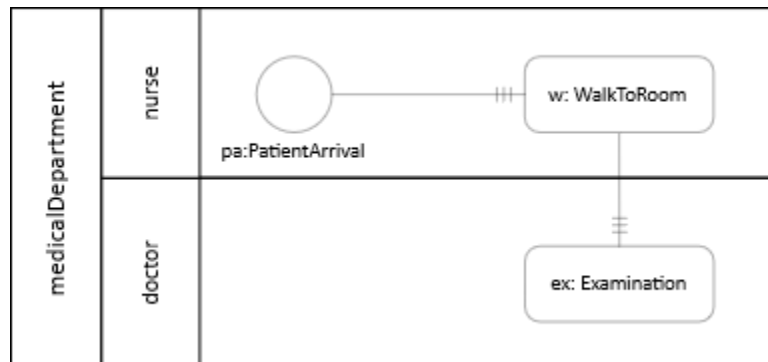 medicalDepartment
nurse
pa:PatientArrival
w: WalkToRoom
doctor
ex: Examination